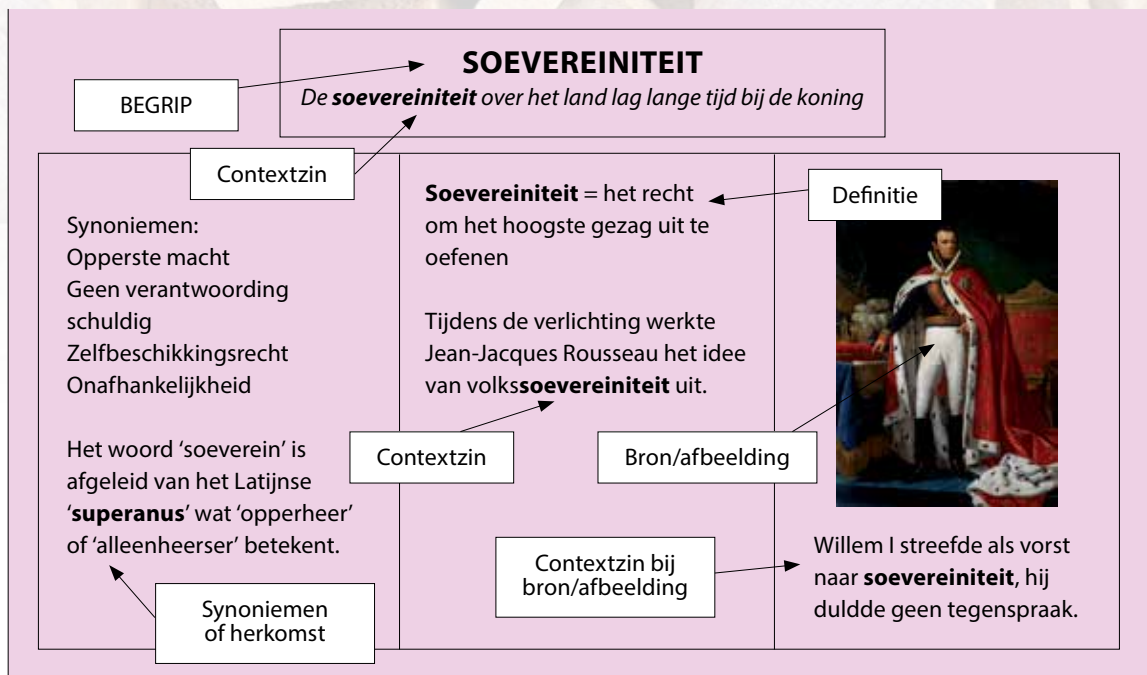 SOEVEREINITEIT
De soevereiniteit over het land lag lange tijd bij de koning
BEGRIP
Contextzin
Synoniemen:
Opperste macht
Geen verantwoording
schuldig
Zelfbeschikkingsrecht
Onafhankelijkheid
Het woord ‘soeverein’ is
afgeleid van het Latijnse
‘superanus’ wat ‘opperheer’
of ‘alleenheerser’ betekent.
Synoniemen
of herkomst
Soevereiniteit = het recht
om het hoogste gezag uit te
oefenen
Tijdens de verlichting werkte
Jean-Jacques Rousseau het idee
van volkssoevereiniteit uit.
Contextzin
Definitie
Bron/afbeelding
Contextzin bij
bron/afbeelding
Willem I streefde als vorst
naar soevereiniteit, hij
duldde geen tegenspraak.